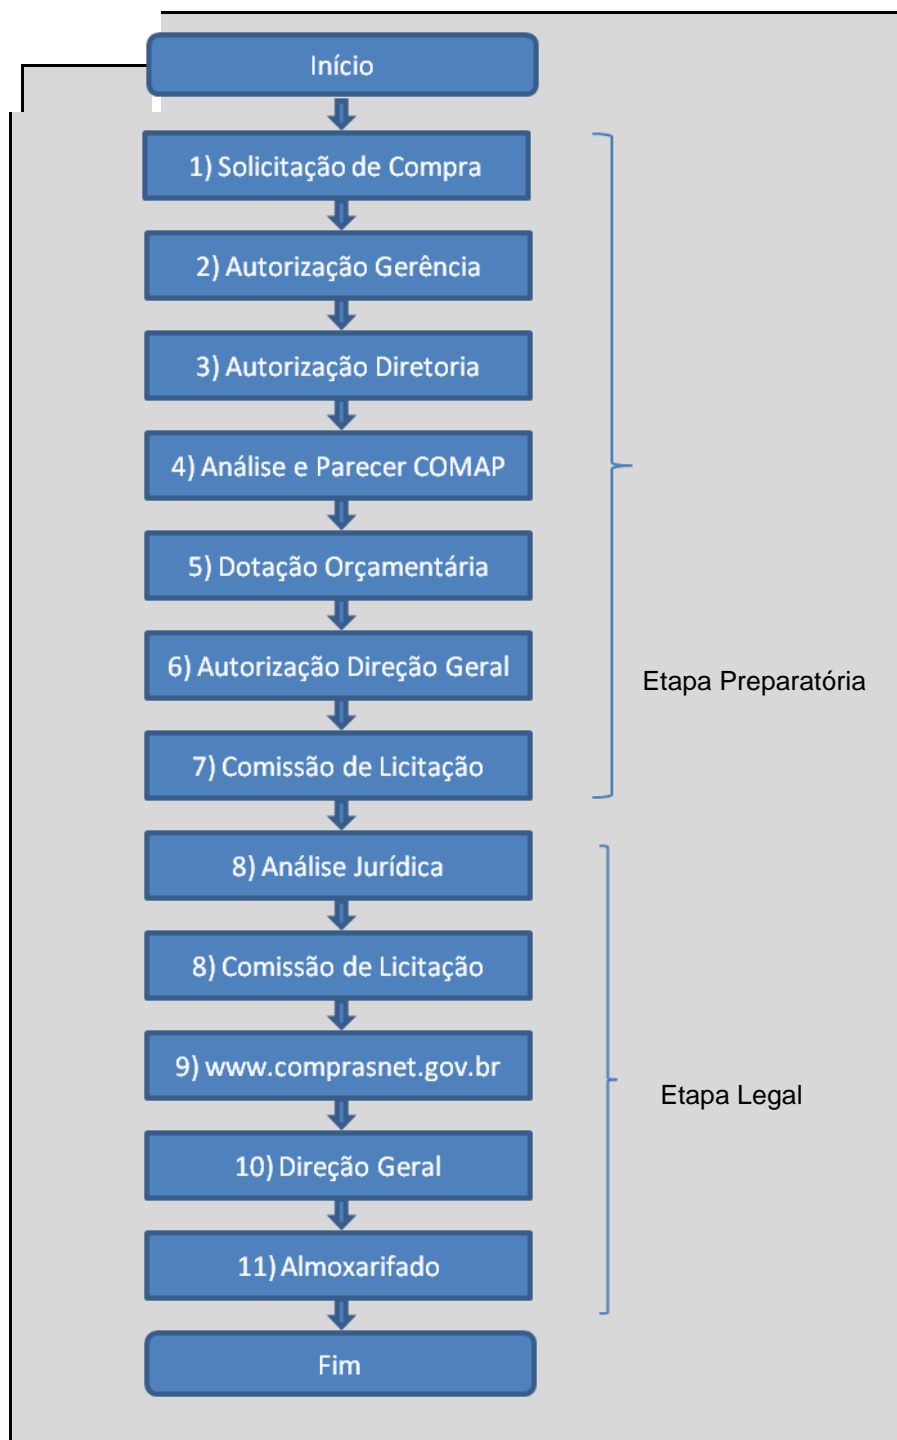 Início
1) Solicitação de Compra
2) Autorização Gerência
3) Autorização Diretoria
4) Análise e Parecer COMAP
5) Dotação Orçamentária
6) Autorização Direção Geral
Etapa Preparatória
7) Comissão de Licitação
8) Análise Jurídica
8) Comissão de Licitação
9) www.comprasnet.gov.br
Etapa Legal
10) Direção Geral
11) Almoxarifado
Fim